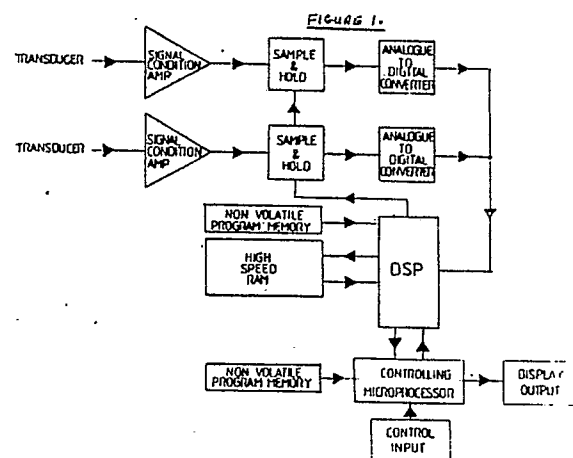 FIGURE 1.
TRANSDUCER
SIGNAL
CONDITION
AMP
SAMPLE
&
HOLD
ANALOGUE
TO
DIGITAL
CONVERTER
TRANSDUCER
SIGNAL
CONDITION
AMP
SAMPLE
&
HOLD
ANALOGUE
TO
DIGITAL
CONVERTER
NON VOLATILE
PROGRAM MEMORY
HIGH
SPEED
RAM
DSP
NON VOLATILE
PROGRAM MEMORY
CONTROLLING
MICROPROCESSOR
DISPLAY
OUTPUT
CONTROL
INPUT